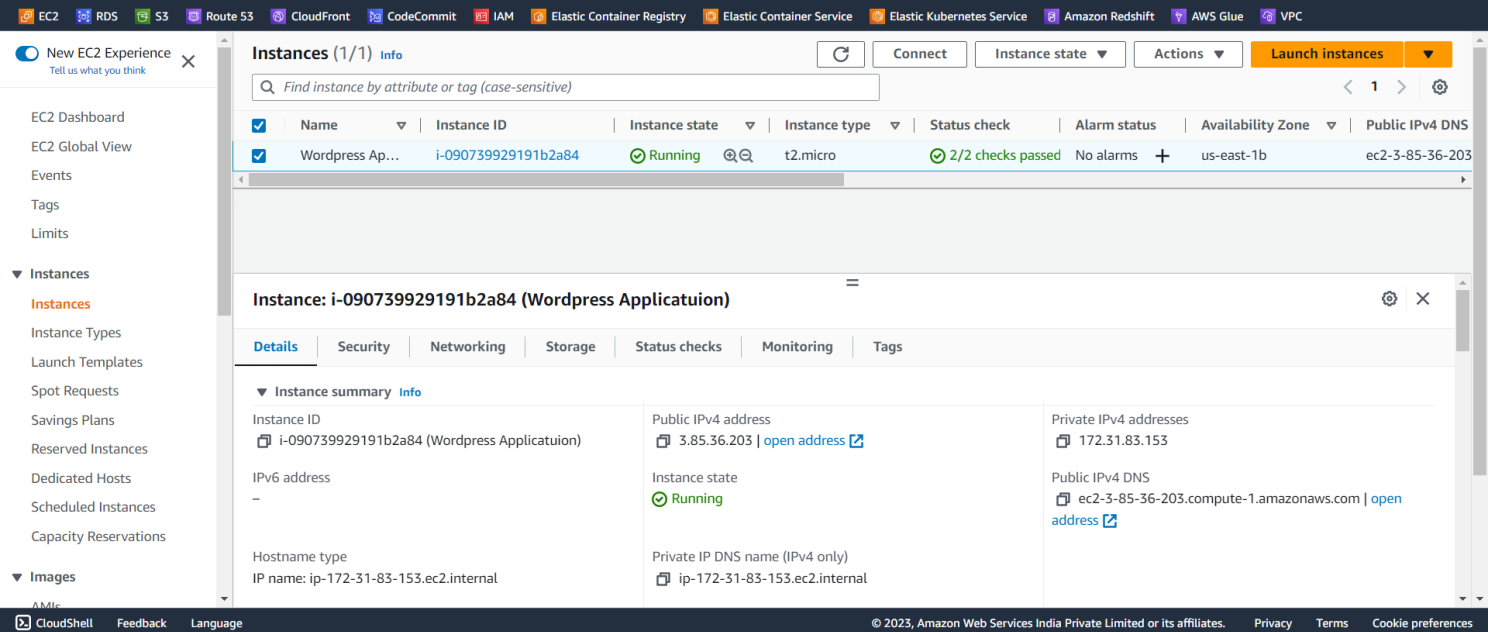 EC2 RDS S3 Route 53 CloudFront CodeCommit IAM Elastic Container Registry Elastic Container Service Elastic Kubernetes Service Amazon Redshift AWS Glue VPC
New EC2 Experience
Tell us what you think
EC2 Dashboard
EC2 Global View
Events
Tags
Limits
Instances
Instances
Instance Types
Launch Templates
Spot Requests
Savings Plans
Reserved Instances
Dedicated Hosts
Scheduled Instances
Capacity Reservations
Images
AMIs
Instances (1/1) Info
Connect Instance state Actions Launch instances
Find instance by attribute or tag (case-sensitive)
1
Name Instance ID Instance state Instance type Status check Alarm status Availability Zone Public IPv4 DNS
Wordpress Ap... i-090739929191b2a84 Running t2.micro 2/2 checks passed No alarms us-east-1b ec2-3-85-36-203
Instance: i-090739929191b2a84 (Wordpress Applicatuion)
Details Security Networking Storage Status checks Monitoring Tags
Instance summary Info
Instance ID
i-090739929191b2a84 (Wordpress Applicatuion)
Public IPv4 address
3.85.36.203 | open address
Private IPv4 addresses
172.31.83.153
IPv6 address
–
Instance state
Running
Public IPv4 DNS
ec2-3-85-36-203.compute-1.amazonaws.com | open
address
Hostname type
IP name: ip-172-31-83-153.ec2.internal
Private IP DNS name (IPv4 only)
ip-172-31-83-153.ec2.internal
CloudShell Feedback Language © 2023, Amazon Web Services India Private Limited or its affiliates. Privacy Terms Cookie preferences